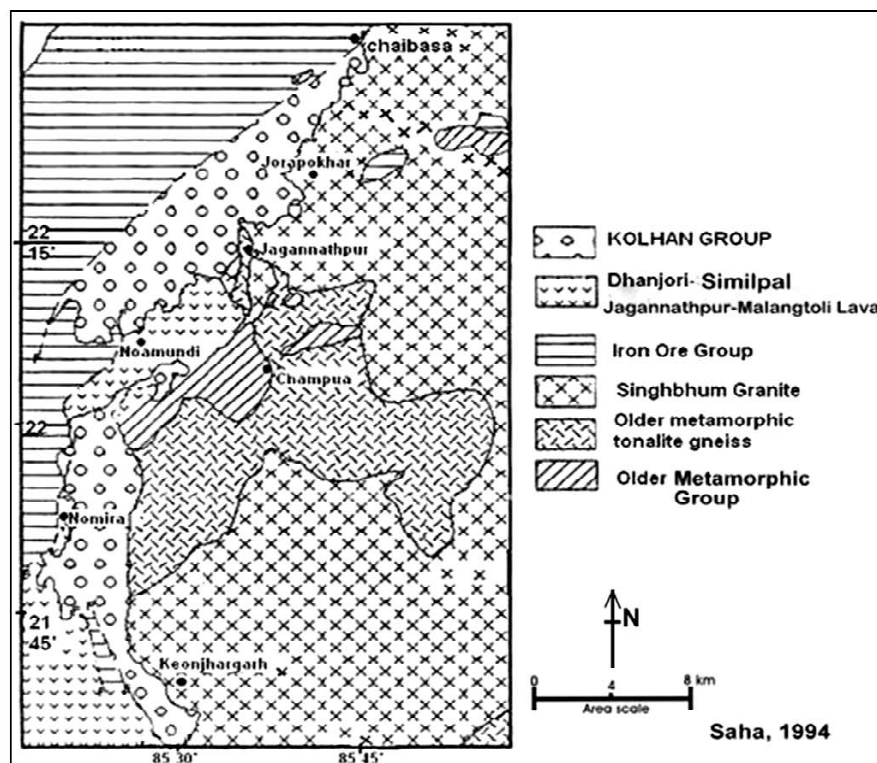 chaibasa
Jorapokhar
22
15'
Jagannathpur
Noamundi
Champua
22
Nomira
21
45'
Keonjhargarh
85 30'
85 45'
KOLHAN GROUP
Dhanjori- Similpal
Jagannathpur-Malangtoli Lava
Iron Ore Group
Singhbhum Granite
Older metamorphic
tonalite gneiss
Older Metamorphic
Group
N
0 4 8 km
Area scale
Saha, 1994